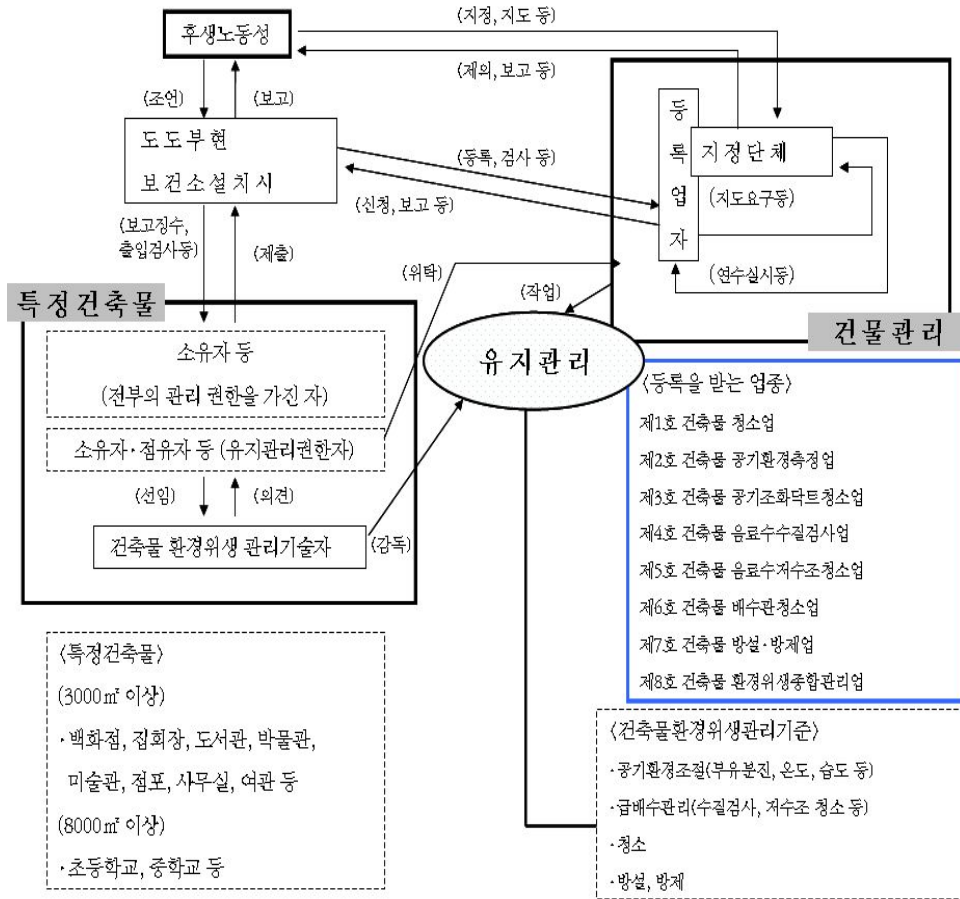 후생노동성
〈지정, 지도 등〉
〈제의, 보고 등〉
〈조언〉
〈보고〉
도도부현
보건소설치시
등록업자
지정단체
〈등록, 검사 등〉
〈신청, 보고 등〉
〈지도요구등〉
〈연수실시등〉
〈보고징수,
출입검사등〉
〈제출〉
〈위탁〉
〈작업〉
특정건축물
건물관리
소유자 등
(전부의 관리 권한을 가진 자)
소유자·점유자 등 (유지관리권한자)
〈선임〉
〈의견〉
건축물 환경위생 관리기술자
〈감독〉
유지관리
〈등록을 받는 업종〉
제1호 건축물 청소업
제2호 건축물 공기환경측정업
제3호 건축물 공기조화닥트청소업
제4호 건축물 음료수수질검사업
제5호 건축물 음료수저수조청소업
제6호 건축물 배수관청소업
제7호 건축물 방설·방제업
제8호 건축물 환경위생종합관리업
〈특정건축물〉
(3000㎡ 이상)
·백화점, 집회장, 도서관, 박물관,
미술관, 점포, 사무실, 여관 등
(8000㎡ 이상)
·초등학교, 중학교 등
〈건축물환경위생관리기준〉
·공기환경조절(부유분진, 온도, 습도 등)
·급배수관리(수질검사, 저수조 청소 등)
·청소
·방설, 방제